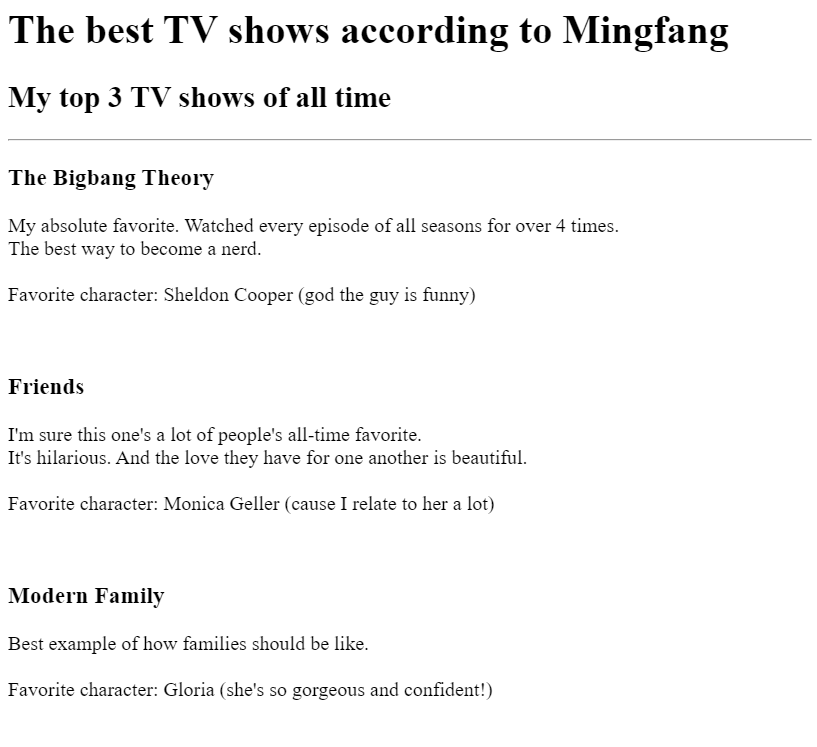 The best TV shows according to Mingfang
My top 3 TV shows of all time
The Bigbang Theory
My absolute favorite. Watched every episode of all seasons for over 4 times.
The best way to become a nerd.
Favorite character: Sheldon Cooper (god the guy is funny)
Friends
I'm sure this one's a lot of people's all-time favorite.
It's hilarious. And the love they have for one another is beautiful.
Favorite character: Monica Geller (cause I relate to her a lot)
Modern Family
Best example of how families should be like.
Favorite character: Gloria (she's so gorgeous and confident!)